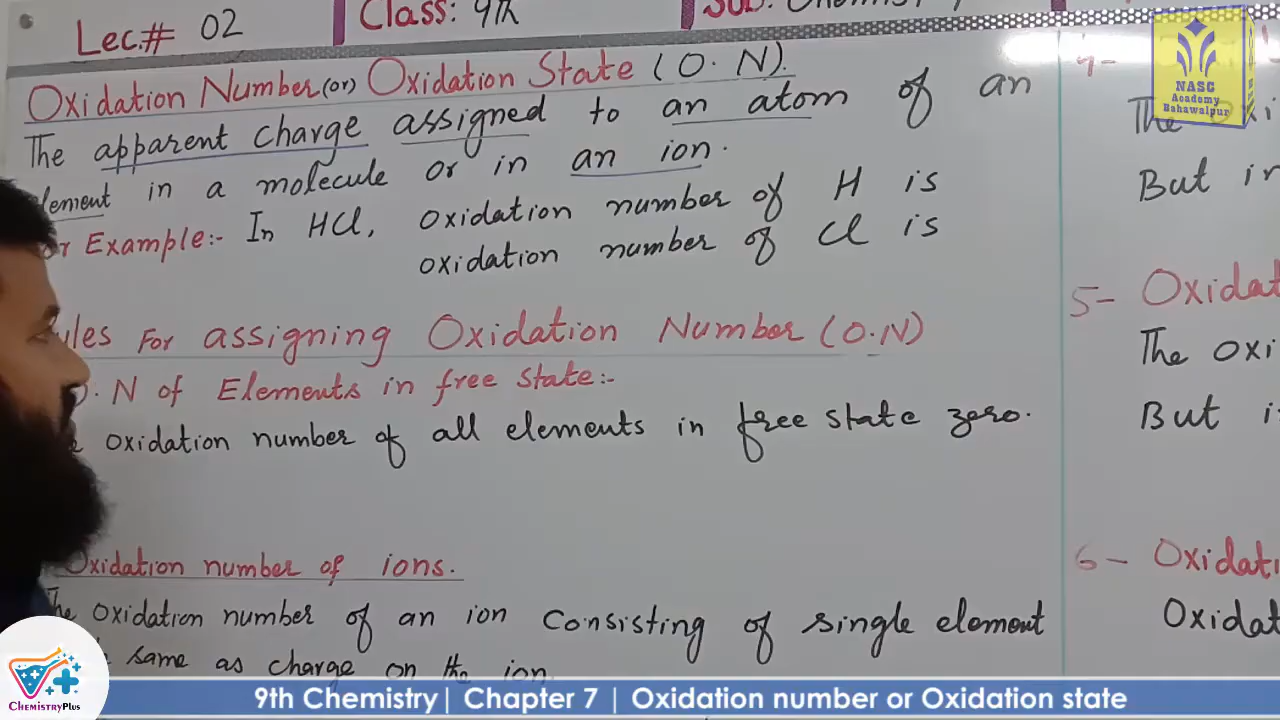 Lec.# 02
Class: 9th
Oxidation Number (or) Oxidation State (O.N).
The apparent charge assigned to an atom of an
element in a molecule or in an ion.
Example:- In HCl, oxidation number of H is
oxidation number of Cl is
for assigning Oxidation Number (O.N)
O.N of Elements in free state:-
oxidation number of all elements in free state zero.
Oxidation number of ions.
The oxidation number of an ion Consisting of single element
same as charge on the ion
4-
The
But in
5- Oxidat
The oxi
But i
6- Oxidati
Oxidat
NASC
Academy
Bahawalpur
ChemistryPlus
9th Chemistry| Chapter 7 | Oxidation number or Oxidation state